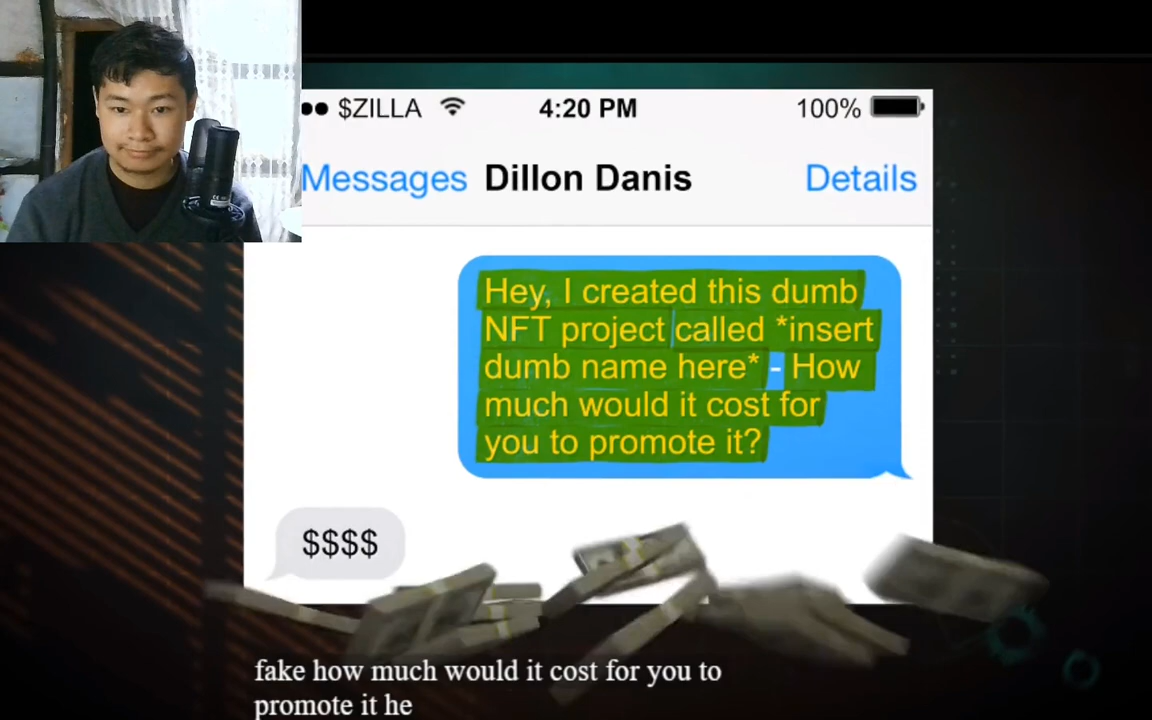 $ZILLA 4:20 PM 100%
Messages Dillon Danis Details
Hey, I created this dumb
NFT project called *insert
dumb name here* - How
much would it cost for
you to promote it?
$$$$
fake how much would it cost for you to
promote it he